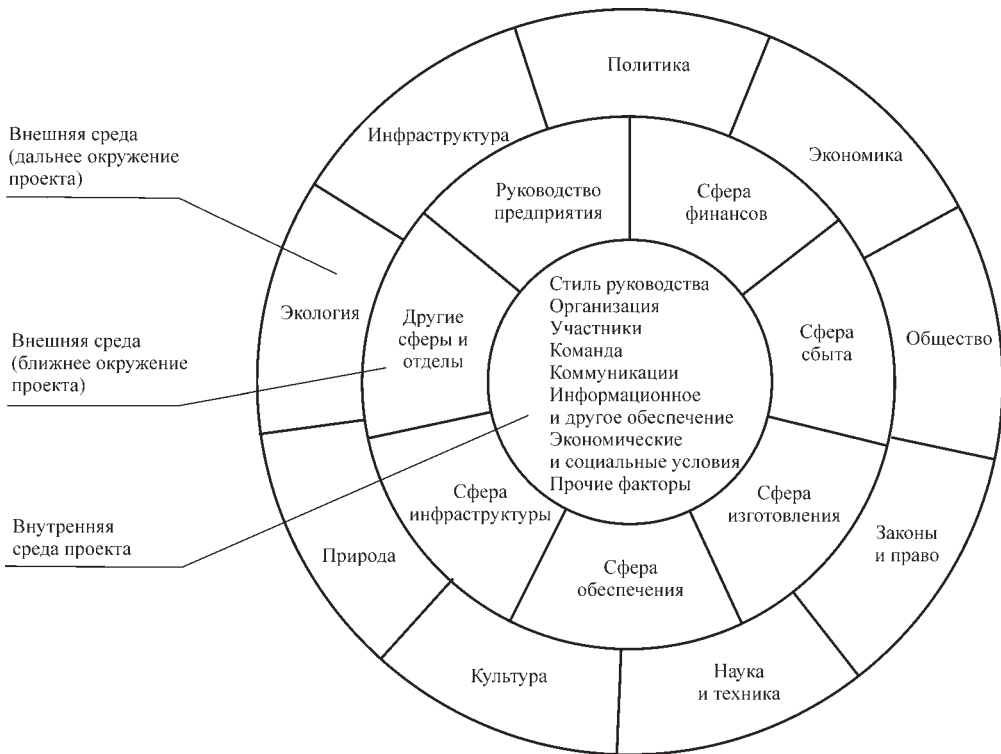 Внешняя среда
(дальнее окружение
проекта)
Внешняя среда
(ближнее окружение
проекта)
Внутренняя
среда проекта
Политика
Экономика
Общество
Законы
и право
Наука
и техника
Культура
Природа
Экология
Инфраструктура
Руководство
предприятия
Сфера
финансов
Сфера
сбыта
Сфера
изготовления
Сфера
обеспечения
Сфера
инфраструктуры
Другие
сферы и
отделы
Стиль руководства
Организация
Участники
Команда
Коммуникации
Информационное
и другое обеспечение
Экономические
и социальные условия
Прочие факторы